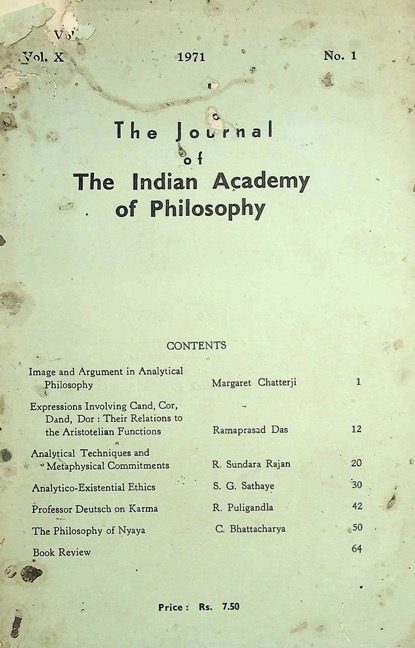 Vol
Vol. X 1971 No. 1
The Journal
of
The Indian Academy
of Philosophy
CONTENTS
Image and Argument in Analytical
Philosophy Margaret Chatterji 1
Expressions Involving Cand, Cor,
Dand, Dor : Their Relations to
the Aristotelian Functions Ramaprasad Das 12
Analytical Techniques and
Metaphysical Commitments R. Sundara Rajan 20
Analytico-Existential Ethics S. G. Sathaye 30
Professor Deutsch on Karma R. Puligandla 42
The Philosophy of Nyaya C. Bhattacharya 50
Book Review 64
Price : Rs. 7.50